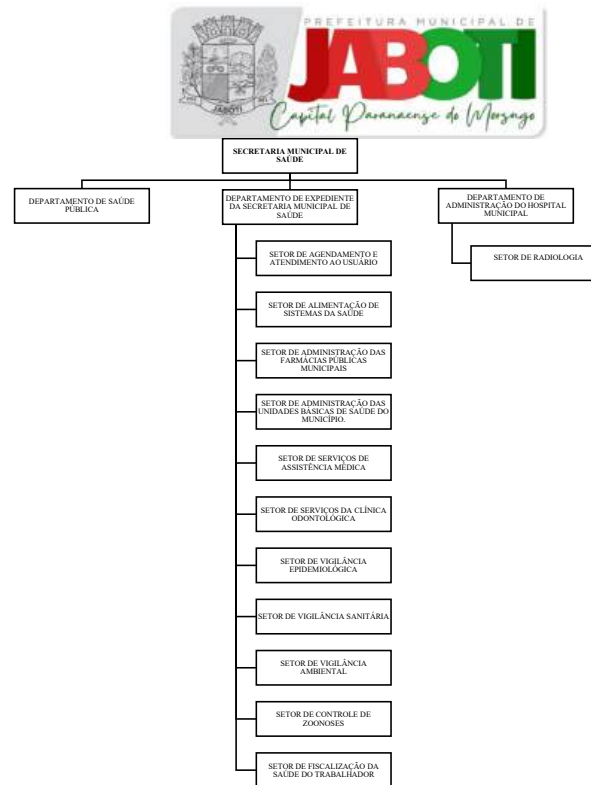 PREFEITURA MUNICIPAL DE
JABOTI
Capital Paranaense do Morango
JABOTI
SECRETARIA MUNICIPAL DE
SAÚDE
DEPARTAMENTO DE SAÚDE
PÚBLICA
DEPARTAMENTO DE EXPEDIENTE
DA SECRETARIA MUNICIPAL DE
SAÚDE
DEPARTAMENTO DE
ADMINISTRAÇÃO DO HOSPITAL
MUNICIPAL
SETOR DE AGENDAMENTO E
ATENDIMENTO AO USUÁRIO
SETOR DE RADIOLOGIA
SETOR DE ALIMENTAÇÃO DE
SISTEMAS DA SAÚDE
SETOR DE ADMINISTRAÇÃO DAS
FARMÁCIAS PÚBLICAS
MUNICIPAIS
SETOR DE ADMINISTRAÇÃO DAS
UNIDADES BÁSICAS DE SAÚDE DO
MUNICÍPIO.
SETOR DE SERVIÇOS DE
ASSISTÊNCIA MÉDICA
SETOR DE SERVIÇOS DA CLÍNICA
ODONTOLÓGICA
SETOR DE VIGILÂNCIA
EPIDEMIOLÓGICA
SETOR DE VIGILÂNCIA SANITÁRIA
SETOR DE VIGILÂNCIA
AMBIENTAL
SETOR DE CONTROLE DE
ZOONOSES
SETOR DE FISCALIZAÇÃO DA
SAÚDE DO TRABALHADOR